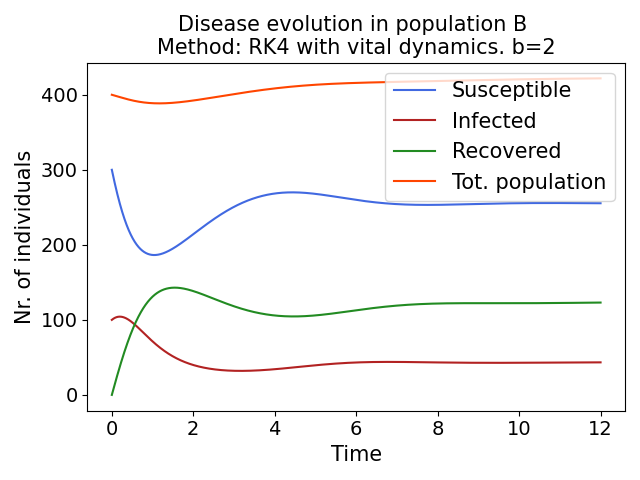 Disease evolution in population B
Method: RK4 with vital dynamics. b=2
Nr. of individuals
400
300
200
100
0
Susceptible
Infected
Recovered
Tot. population
0 2 4 6 8 10 12
Time